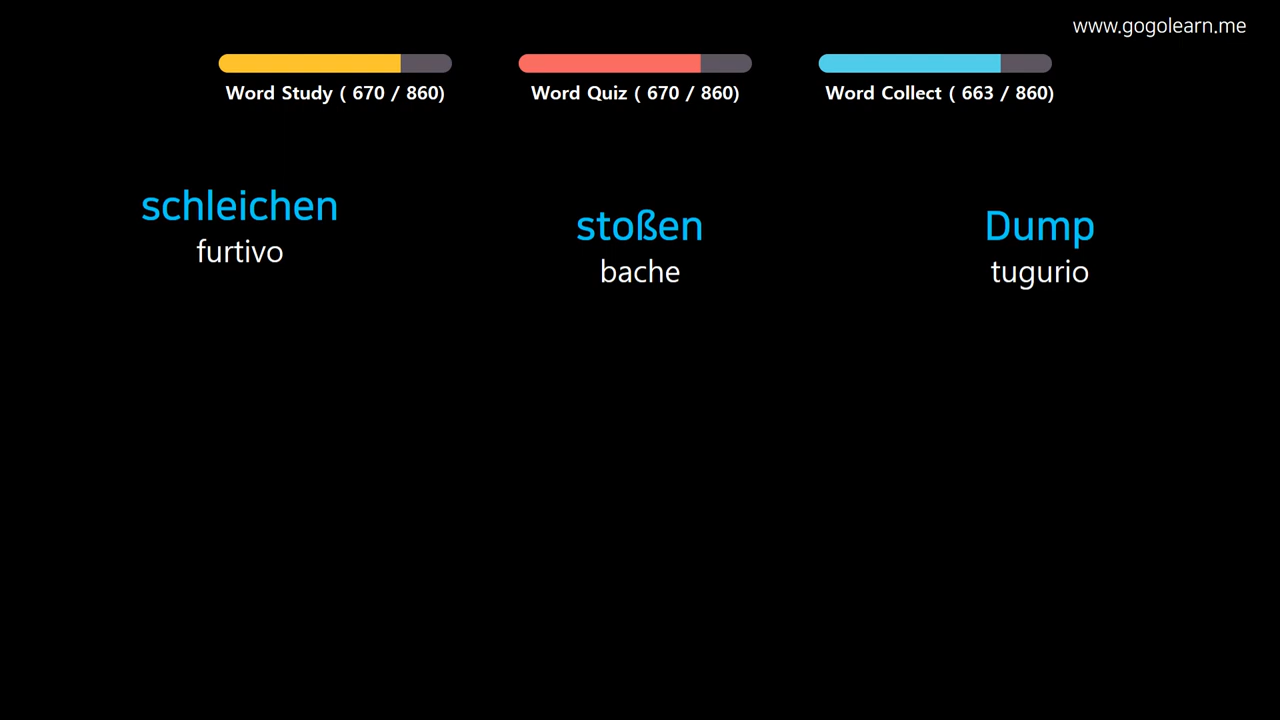 www.gogolearn.me
Word Study ( 670 / 860)
Word Quiz ( 670 / 860)
Word Collect ( 663 / 860)
schleichen
furtivo
stoßen
bache
Dump
tugurio